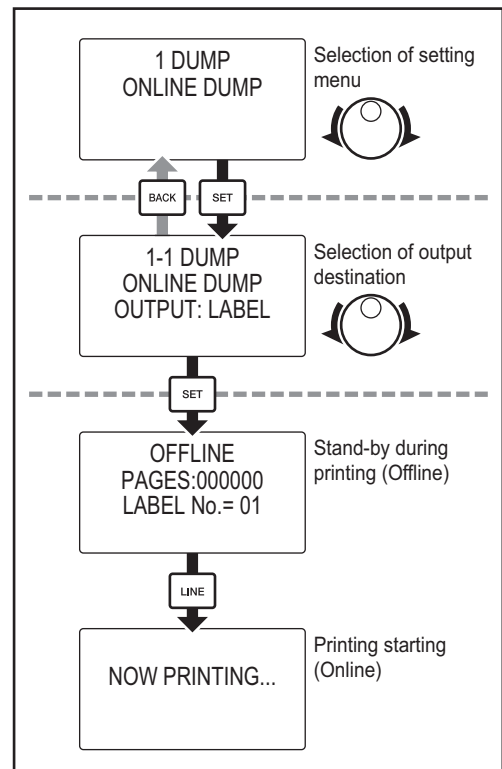 1 DUMP
ONLINE DUMP
Selection of setting
menu
BACK
SET
1-1 DUMP
ONLINE DUMP
OUTPUT: LABEL
Selection of output
destination
SET
OFFLINE
PAGES:000000
LABEL No.= 01
Stand-by during
printing (Offline)
LINE
NOW PRINTING...
Printing starting
(Online)